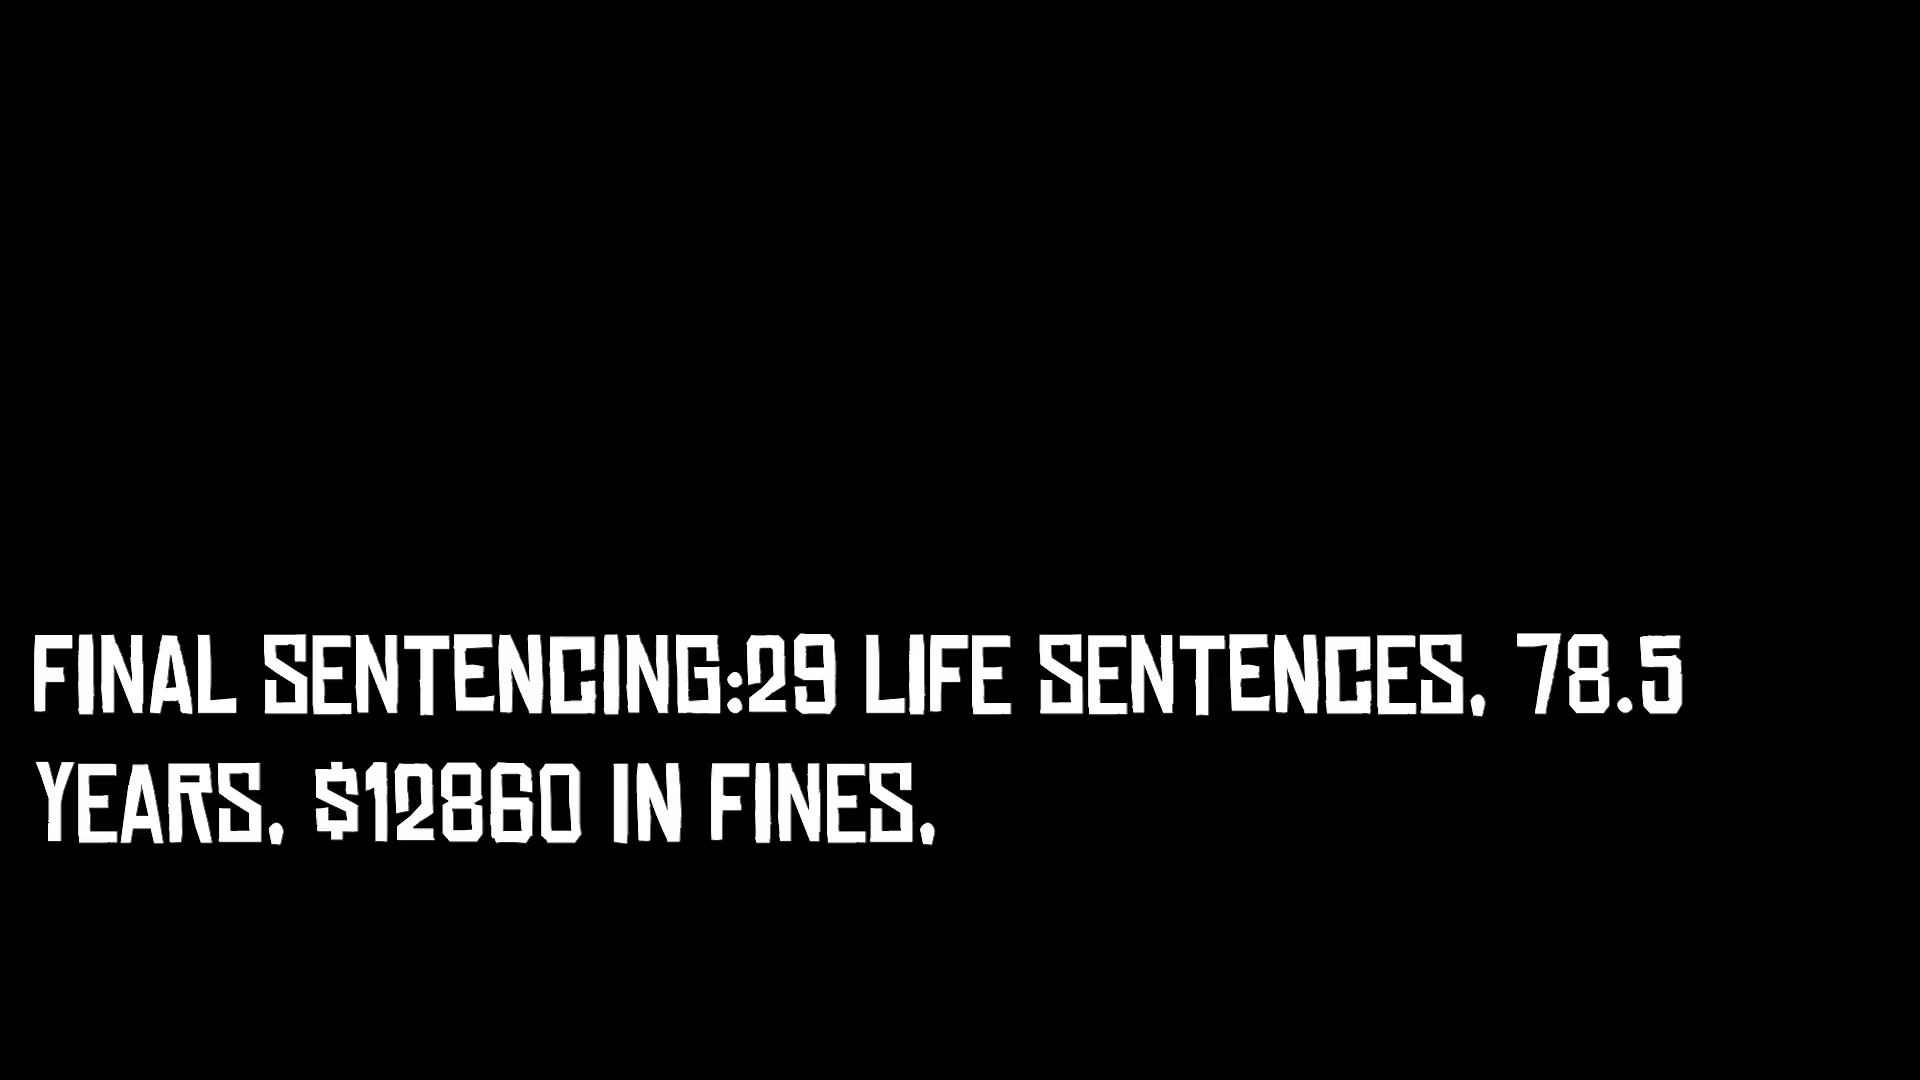 FINAL SENTENCING:29 LIFE SENTENCES, 78.5
YEARS, $12860 IN FINES,